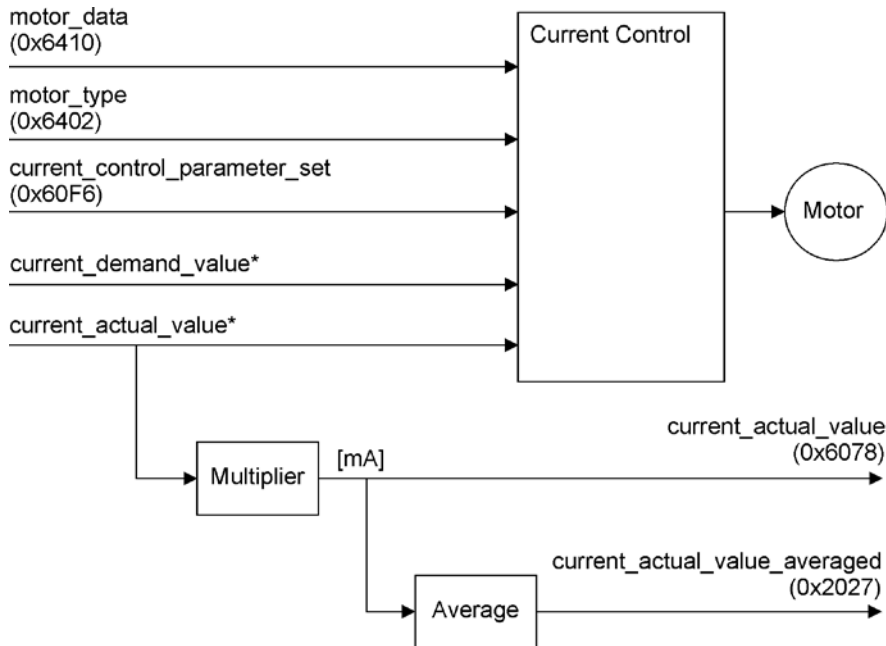 motor_data
(0x6410)
Current Control
motor_type
(0x6402)
current_control_parameter_set
(0x60F6)
Motor
current_demand_value*
current_actual_value*
current_actual_value
(0x6078)
Multiplier
[mA]
current_actual_value_averaged
(0x2027)
Average